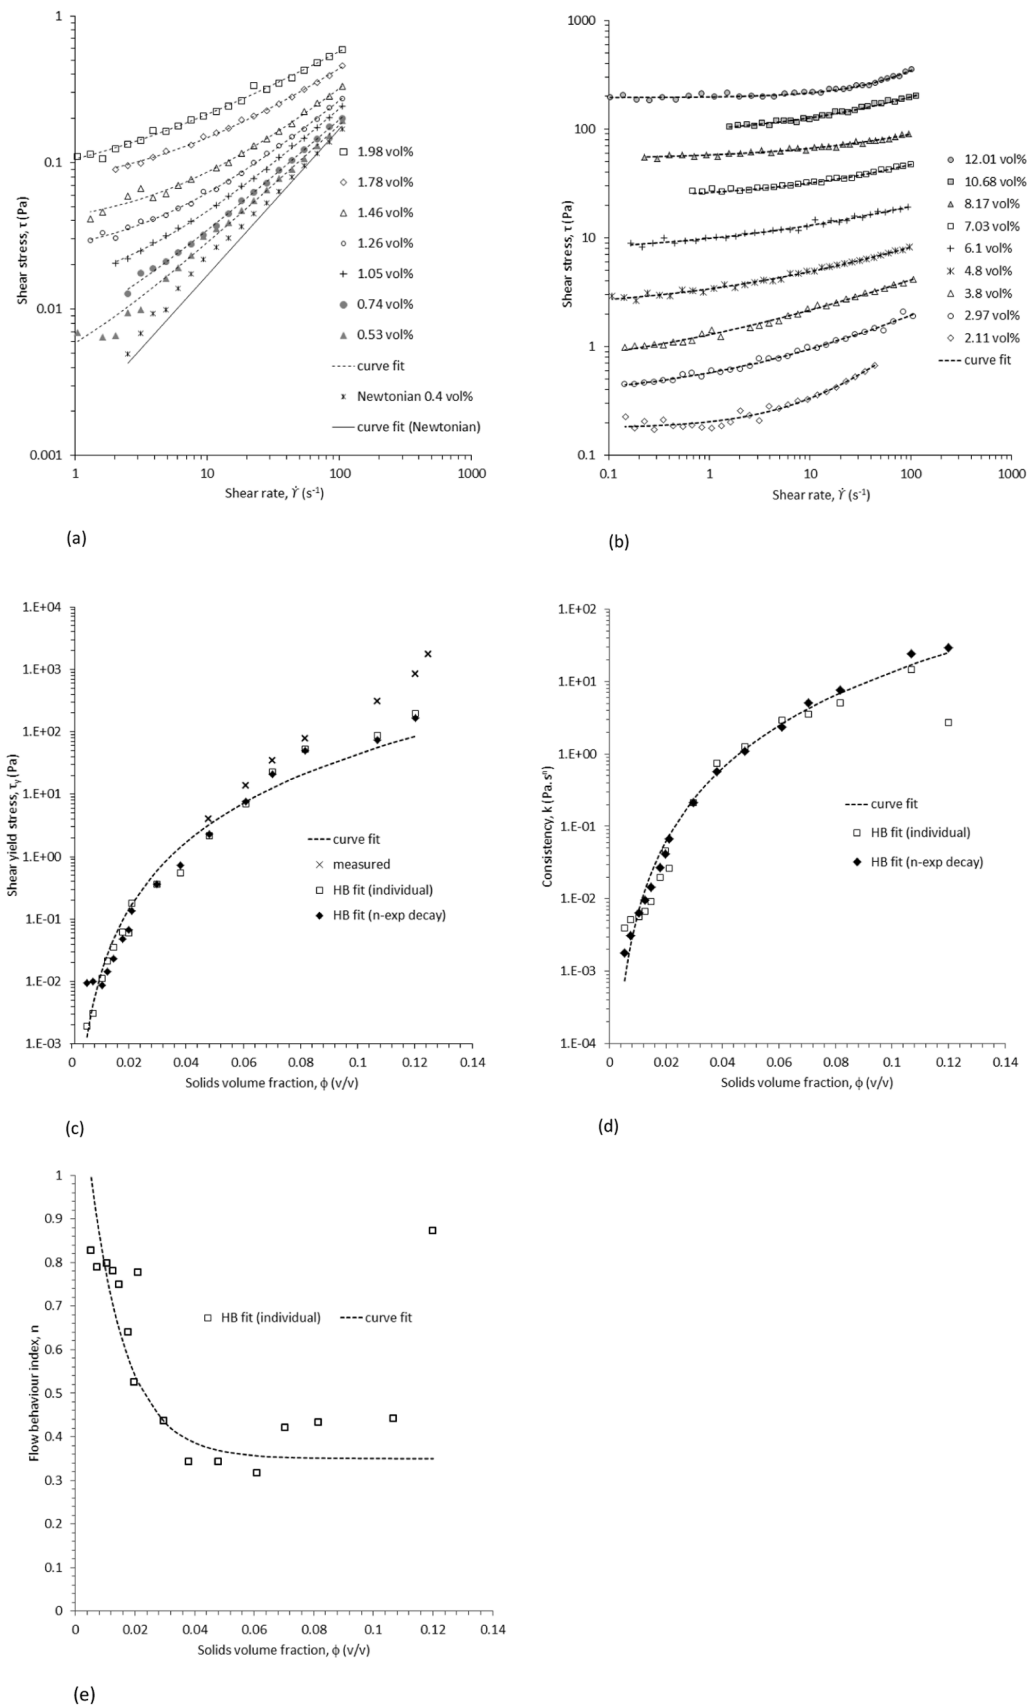 1
0.1
0.01
0.001
Shear stress, τ (Pa)
1
10
100
1000
Shear rate, γ̇ (s⁻¹)
1.98 vol%
1.78 vol%
1.46 vol%
1.26 vol%
1.05 vol%
0.74 vol%
0.53 vol%
curve fit
Newtonian 0.4 vol%
curve fit (Newtonian)
(a)
1000
100
10
1
0.1
Shear stress, τ (Pa)
0.1
1
10
100
1000
Shear rate, γ̇ (s⁻¹)
12.01 vol%
10.68 vol%
8.17 vol%
7.03 vol%
6.1 vol%
4.8 vol%
3.8 vol%
2.97 vol%
2.11 vol%
curve fit
(b)
1.E+04
1.E+03
1.E+02
1.E+01
1.E+00
1.E-01
1.E-02
1.E-03
Shear yield stress, τy (Pa)
0
0.02
0.04
0.06
0.08
0.1
0.12
0.14
Solids volume fraction, ϕ (v/v)
curve fit
measured
HB fit (individual)
HB fit (n-exp decay)
(c)
1.E+02
1.E+01
1.E+00
1.E-01
1.E-02
1.E-03
1.E-04
Consistency, k (Pa.sⁿ)
0
0.02
0.04
0.06
0.08
0.1
0.12
0.14
Solids volume fraction, ϕ (v/v)
curve fit
HB fit (individual)
HB fit (n-exp decay)
(d)
1
0.9
0.8
0.7
0.6
0.5
0.4
0.3
0.2
0.1
0
Flow behaviour index, n
0
0.02
0.04
0.06
0.08
0.1
0.12
0.14
Solids volume fraction, ϕ (v/v)
HB fit (individual)
curve fit
(e)